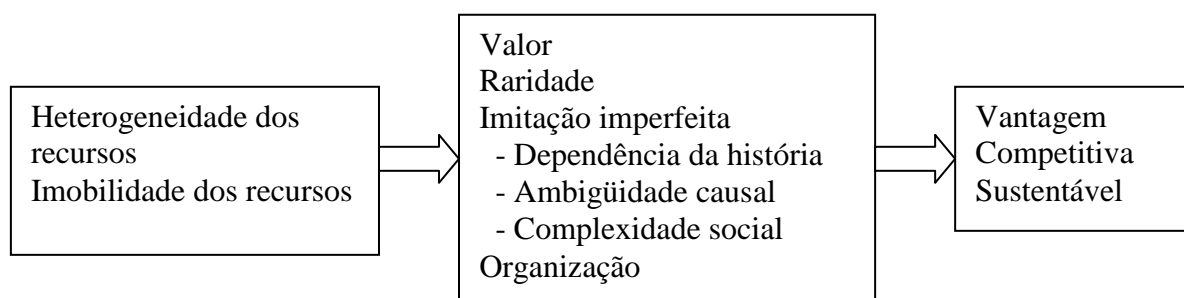 Heterogeneidade dos
recursos
Imobilidade dos recursos
Valor
Raridade
Imitação imperfeita
- Dependência da história
- Ambigüidade causal
- Complexidade social
Organização
Vantagem
Competitiva
Sustentável